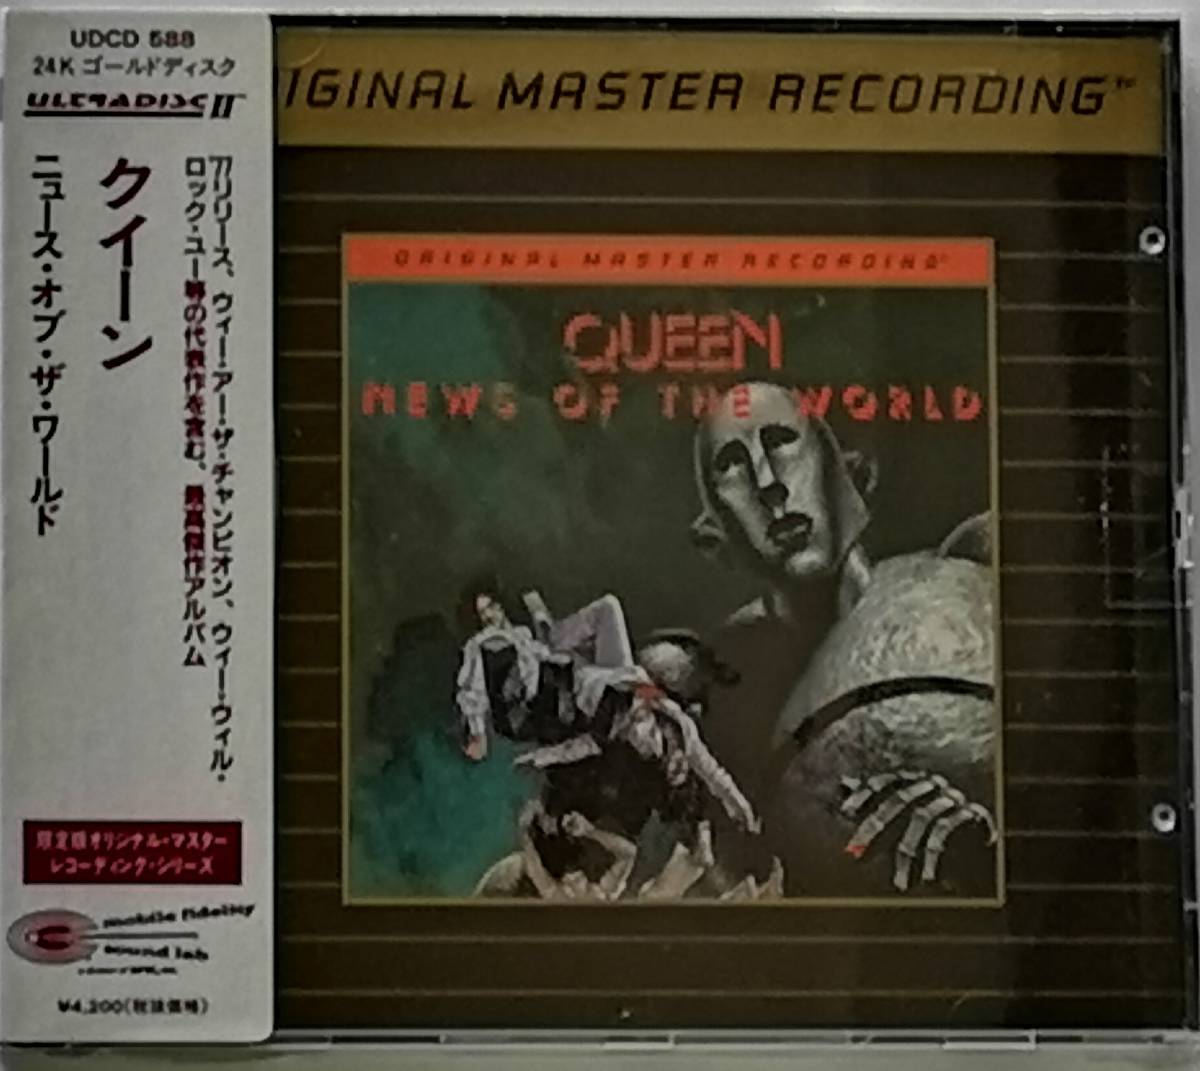 UDCD 588
24K ゴールドディスク
ULTRADISC II
'77リリース、ウィー・アー・ザ・チャンピオン、ウィー・ウィル・
ロック・ユー等の代表作を含む、最高傑作アルバム
クイーン
ニュース・オブ・ザ・ワールド
限定版オリジナル・マスター
レコーディング・シリーズ
mobile fidelity
sound lab
¥4,200(税抜価格)
IGINAL MASTER RECORDING™
ORIGINAL MASTER RECORDING
QUEEN
NEWS OF THE WORLD